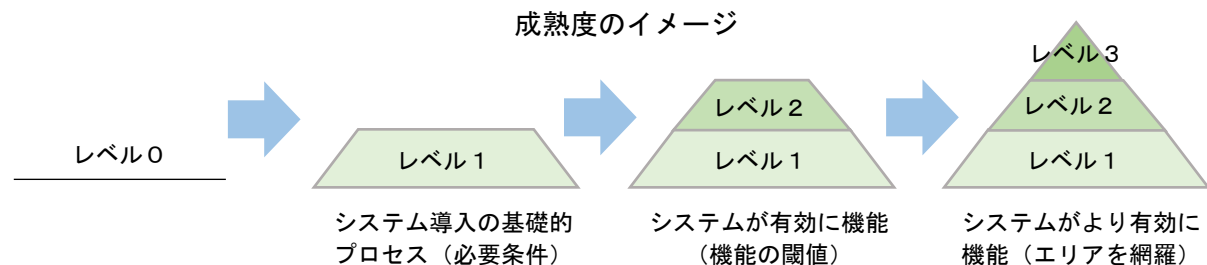 成熟度のイメージ
レベル０
レベル１
レベル２
レベル１
レベル３
レベル２
レベル１
システム導入の基礎的
プロセス（必要条件）
システムが有効に機能
（機能の閾値）
システムがより有効に
機能（エリアを網羅）